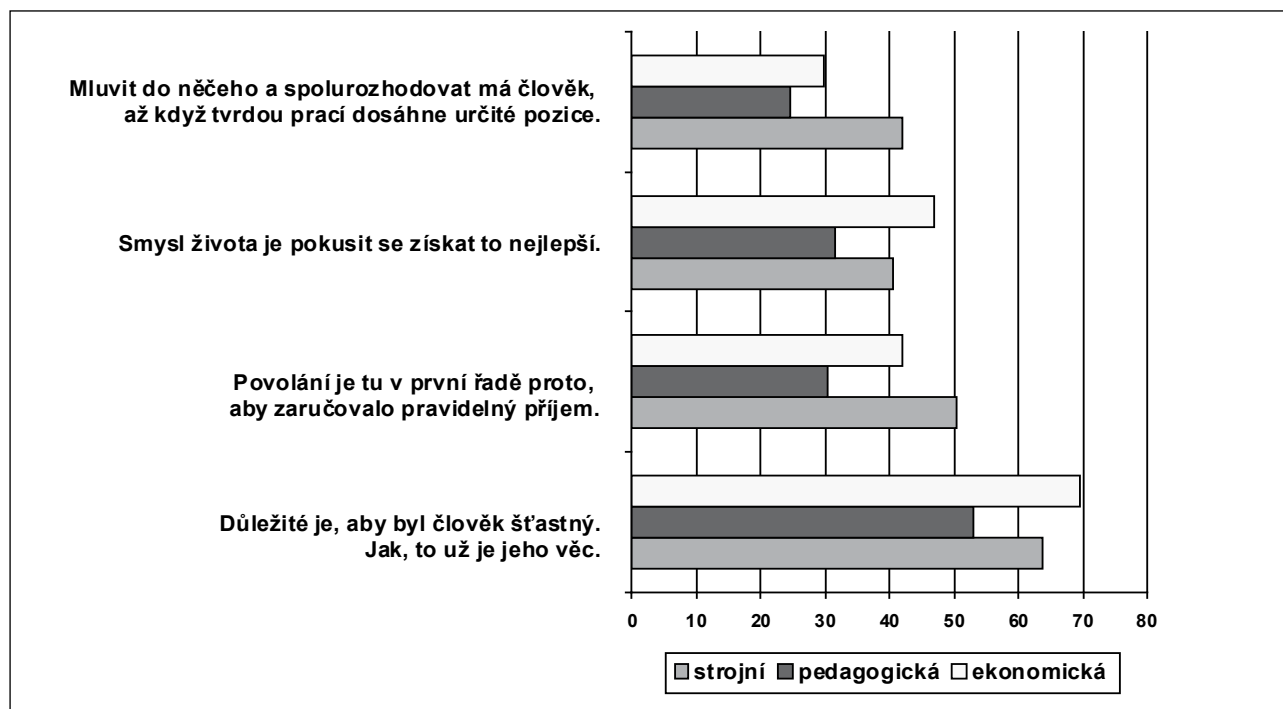 Mluvit do něčeho a spolurozhodovat má člověk,
až když tvrdou prací dosáhne určité pozice.
Smysl života je pokusit se získat to nejlepší.
Povolání je tu v první řadě proto,
aby zaručovalo pravidelný příjem.
Důležité je, aby byl člověk šťastný.
Jak, to už je jeho věc.
0 10 20 30 40 50 60 70 80
strojní pedagogická ekonomická